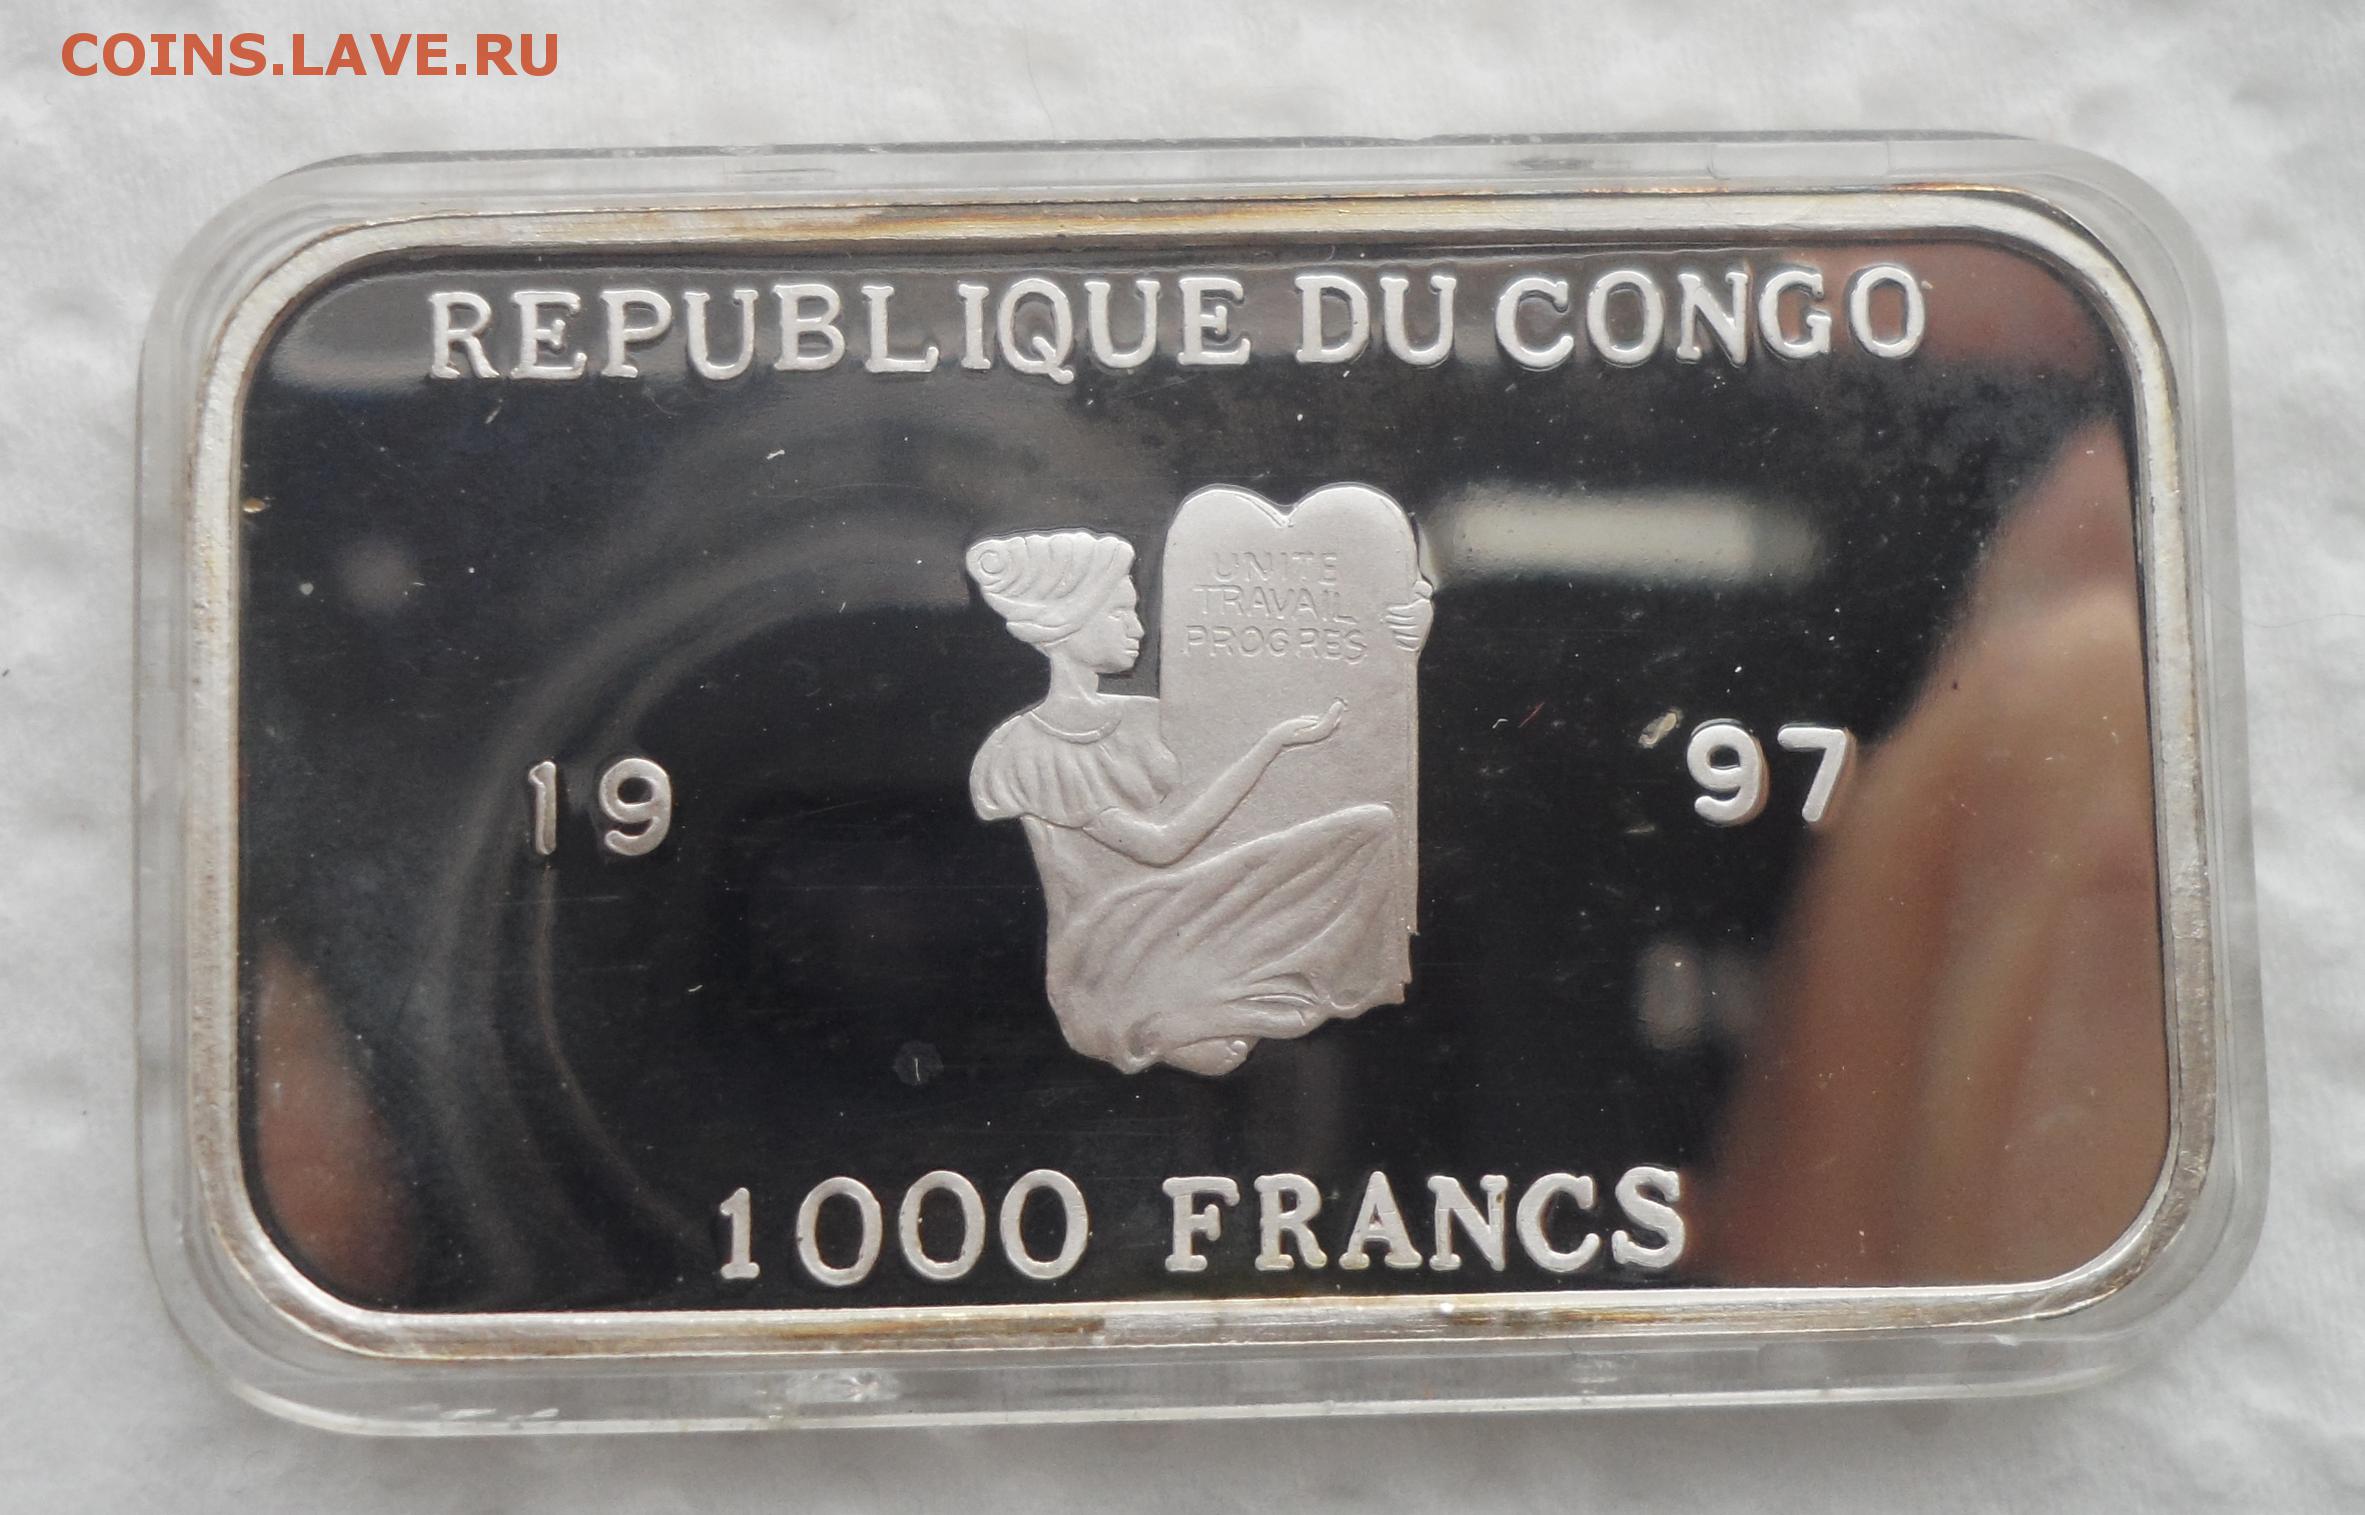 COINS.LAVE.RU
REPUBLIQUE DU CONGO
UNITE
TRAVAIL
PROGRES
19 97
1000 FRANCS